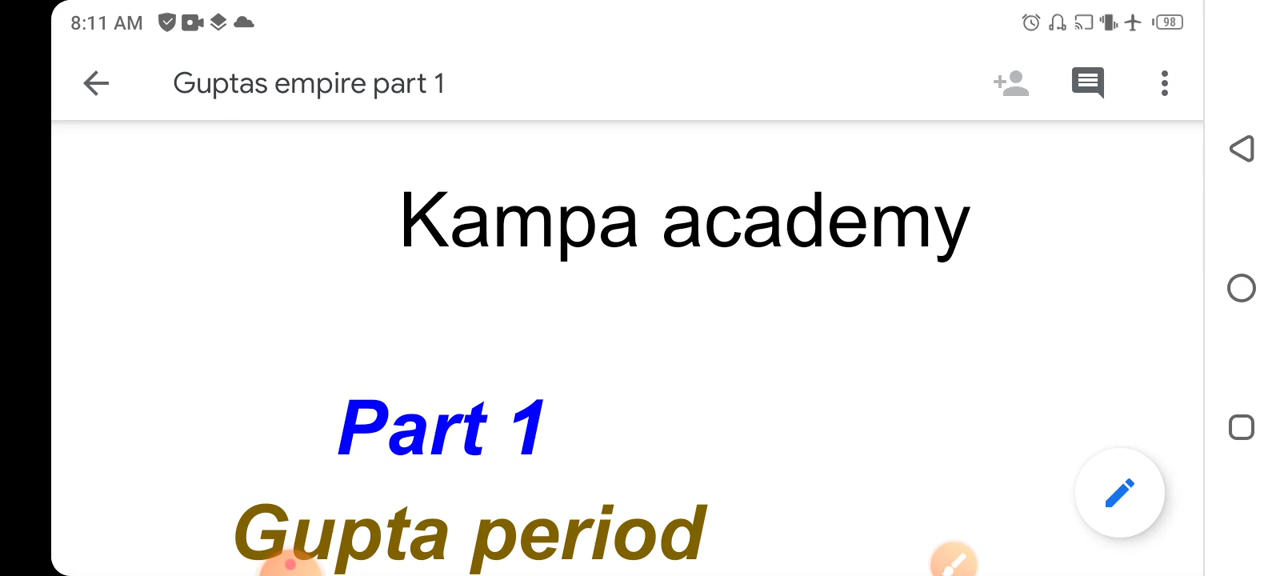 8:11 AM
98
Guptas empire part 1
Kampa academy
Part 1
Gupta period